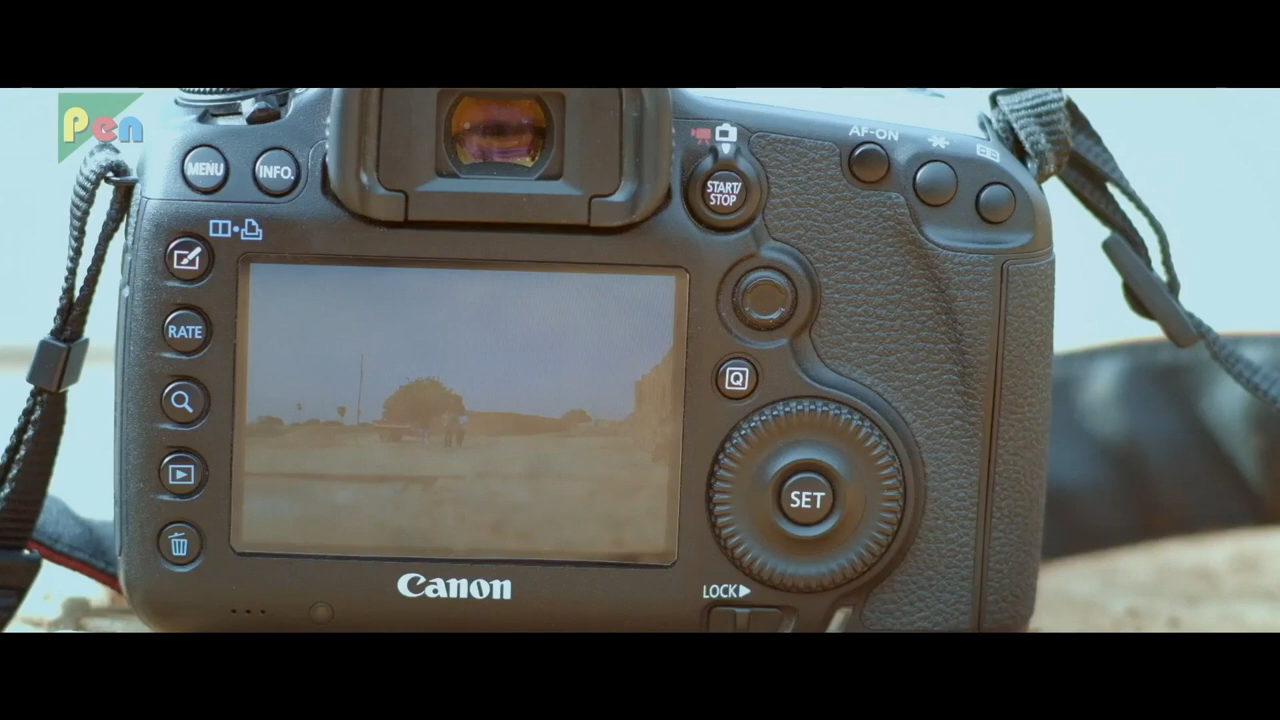 Pen
MENU
INFO.
START/
STOP
AF-ON
RATE
Q
SET
Canon
LOCK